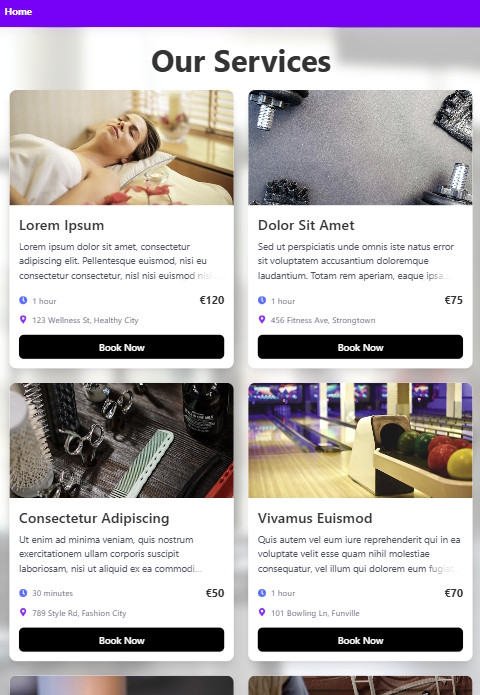 Home
Our Services
Lorem Ipsum
Lorem ipsum dolor sit amet, consectetur
adipiscing elit. Pellentesque euismod, nisi eu
consectetur consectetur, nisl nisi euismod nisl...
1 hour
€120
123 Wellness St, Healthy City
Book Now
Dolor Sit Amet
Sed ut perspiciatis unde omnis iste natus error
sit voluptatem accusantium doloremque
laudantium. Totam rem aperiam, eaque ipsa...
1 hour
€75
456 Fitness Ave, Strongtown
Book Now
Consectetur Adipiscing
Ut enim ad minima veniam, quis nostrum
exercitationem ullam corporis suscipit
laboriosam, nisi ut aliquid ex ea commodi...
30 minutes
€50
789 Style Rd, Fashion City
Book Now
Vivamus Euismod
Quis autem vel eum iure reprehenderit qui in ea
voluptate velit esse quam nihil molestiae
consequatur, vel illum qui dolorem eum fugiat
1 hour
€70
101 Bowling Ln, Funville
Book Now